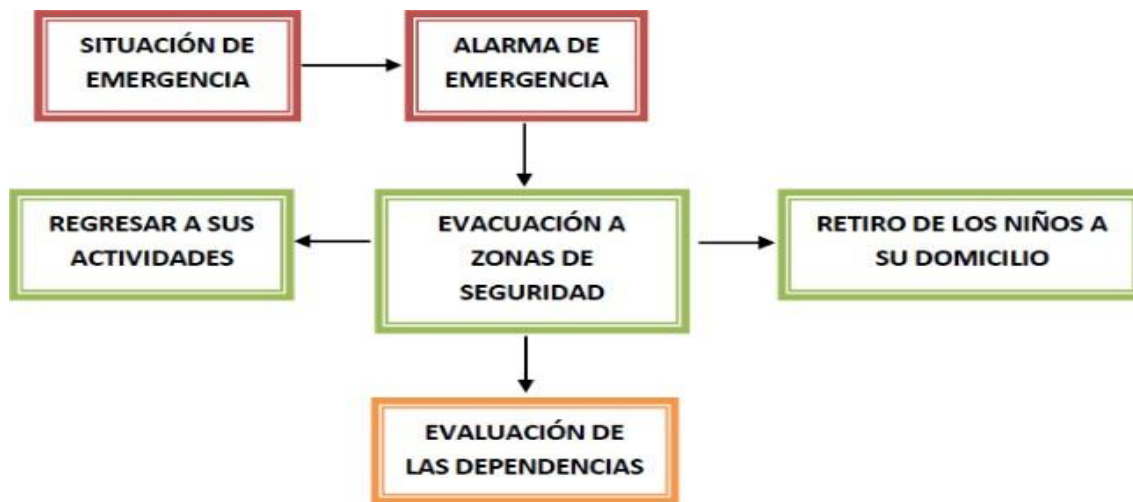 SITUACIÓN DE
EMERGENCIA
ALARMA DE
EMERGENCIA
REGRESAR A SUS
ACTIVIDADES
EVACUACIÓN A
ZONAS DE
SEGURIDAD
RETIRO DE LOS NIÑOS A
SU DOMICILIO
EVALUACIÓN DE
LAS DEPENDENCIAS